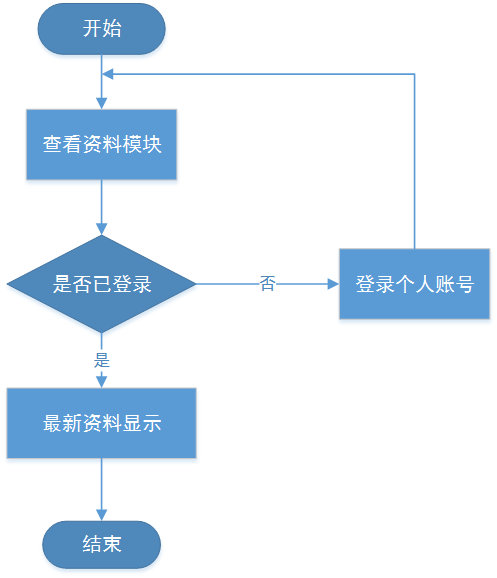 开始
查看资料模块
是否已登录
否
登录个人账号
是
最新资料显示
结束